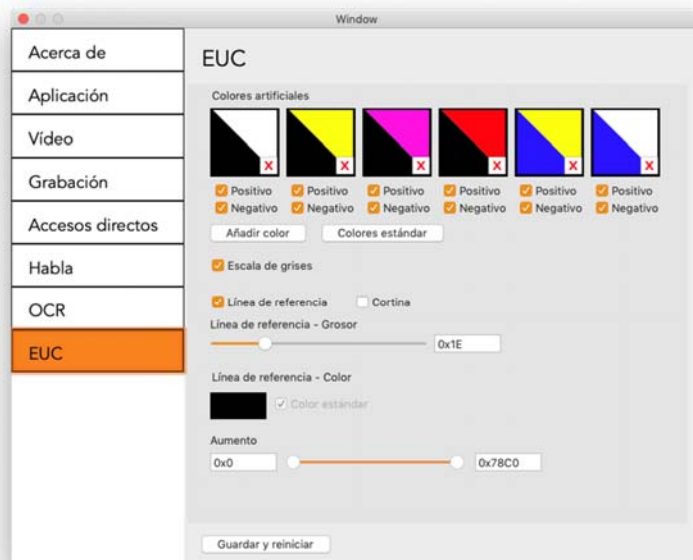 Window
Acerca de
Aplicación
Vídeo
Grabación
Accesos directos
Habla
OCR
EUC
EUC
Colores artificiales
X X X X X X
Positivo Positivo Positivo Positivo Positivo Positivo
Negativo Negativo Negativo Negativo Negativo Negativo
Añadir color Colores estándar
Escala de grises
Línea de referencia Cortina
Línea de referencia - Grosor
0x1E
Línea de referencia - Color
Color estándar
Aumento
0x0 0x78C0
Guardar y reiniciar